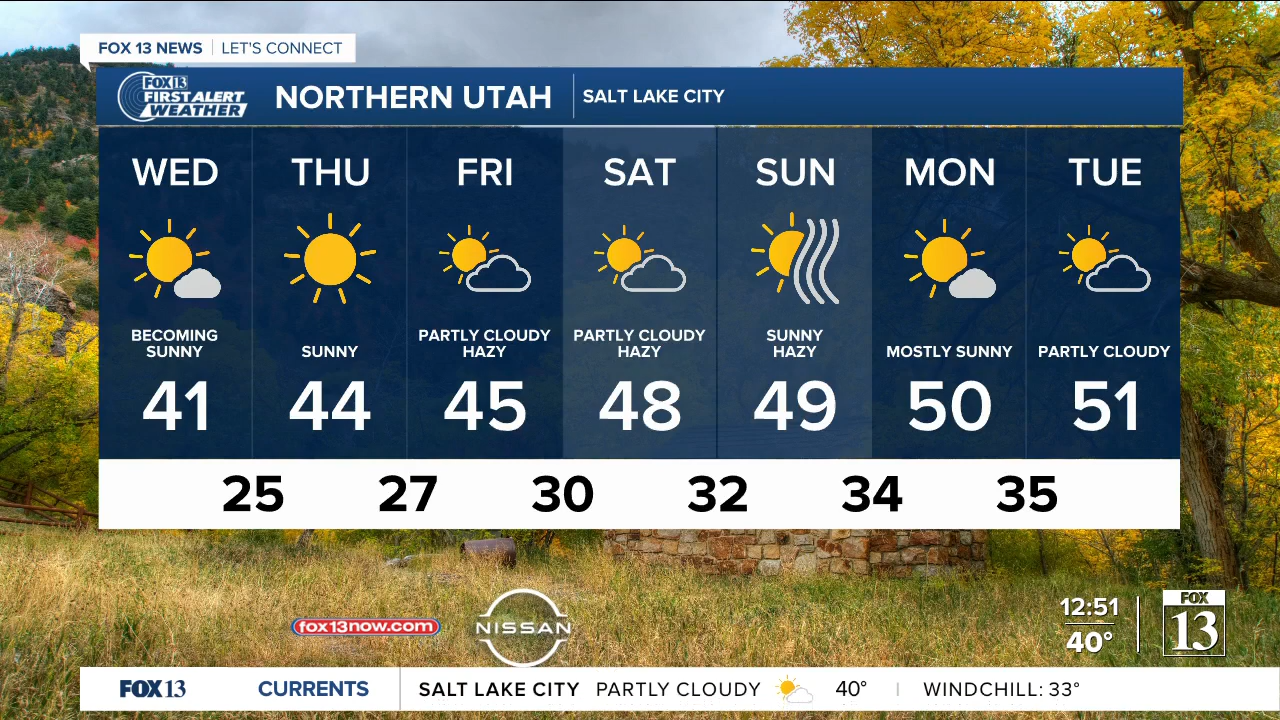 FOX 13 NEWS LET'S CONNECT
FOX 13
FIRST ALERT
WEATHER
NORTHERN UTAH SALT LAKE CITY
WED THU FRI SAT SUN MON TUE
BECOMING SUNNY
SUNNY
PARTLY CLOUDY HAZY
PARTLY CLOUDY HAZY
SUNNY HAZY
MOSTLY SUNNY
PARTLY CLOUDY
41 44 45 48 49 50 51
25 27 30 32 34 35
fox13now.com
NISSAN
12:51
40°
FOX
13
FOX 13 CURRENTS SALT LAKE CITY PARTLY CLOUDY 40° WINDCHILL: 33°